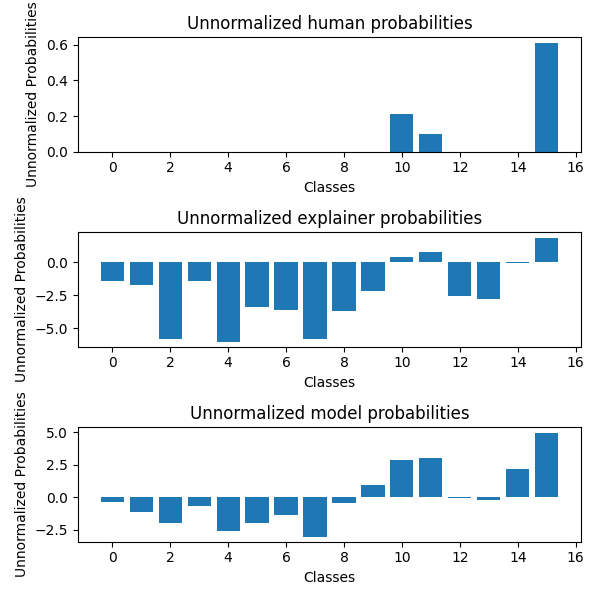 Unnormalized human probabilities
Unnormalized Probabilities
0.6
0.4
0.2
0.0
0 2 4 6 8 10 12 14 16
Classes
Unnormalized explainer probabilities
Unnormalized Probabilities
0.0
−2.5
−5.0
0 2 4 6 8 10 12 14 16
Classes
Unnormalized model probabilities
Unnormalized Probabilities
5.0
2.5
0.0
−2.5
0 2 4 6 8 10 12 14 16
Classes